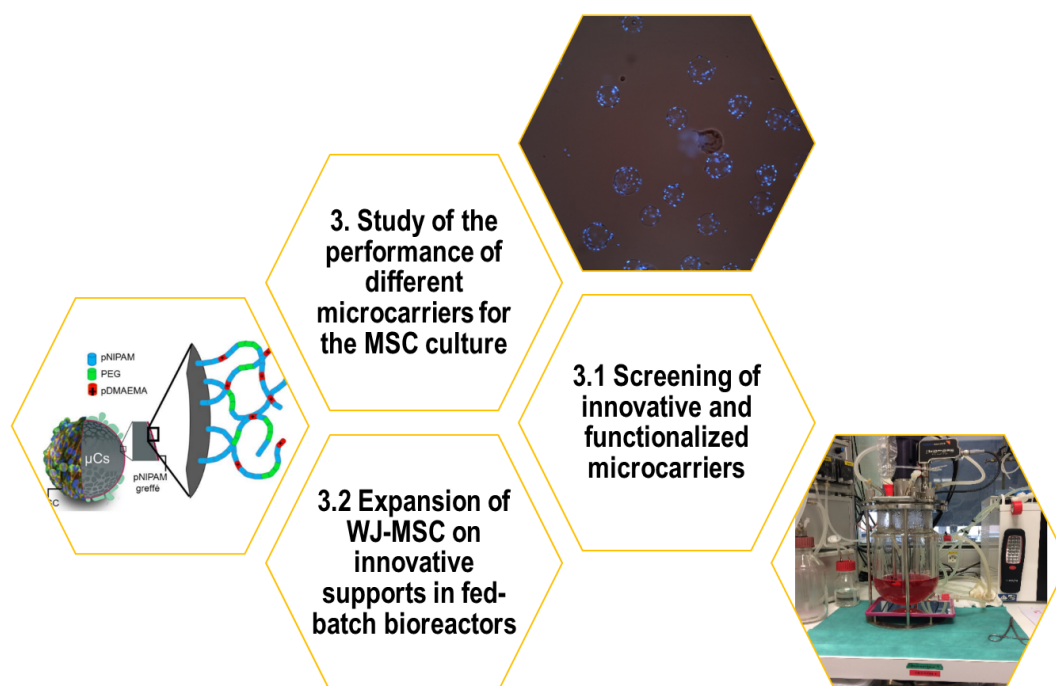 3. Study of the
performance of
different
microcarriers for
the MSC culture
pNIPAM
PEG
pDMAEMA
µCs
pNIPAM
greffé
3.1 Screening of
innovative and
functionalized
microcarriers
3.2 Expansion of
WJ-MSC on
innovative
supports in fed-
batch bioreactors